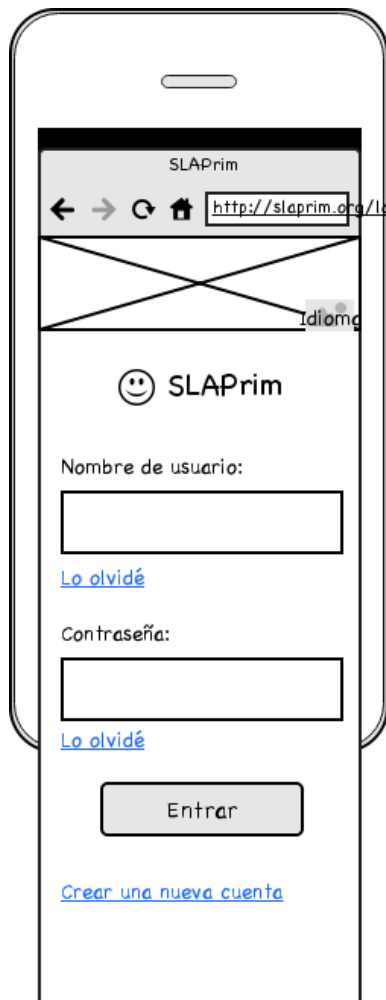 SLAPrim
http://slaprim.org/l
Idioma
SLAPrim
Nombre de usuario:
Lo olvidé
Contraseña:
Lo olvidé
Entrar
Crear una nueva cuenta